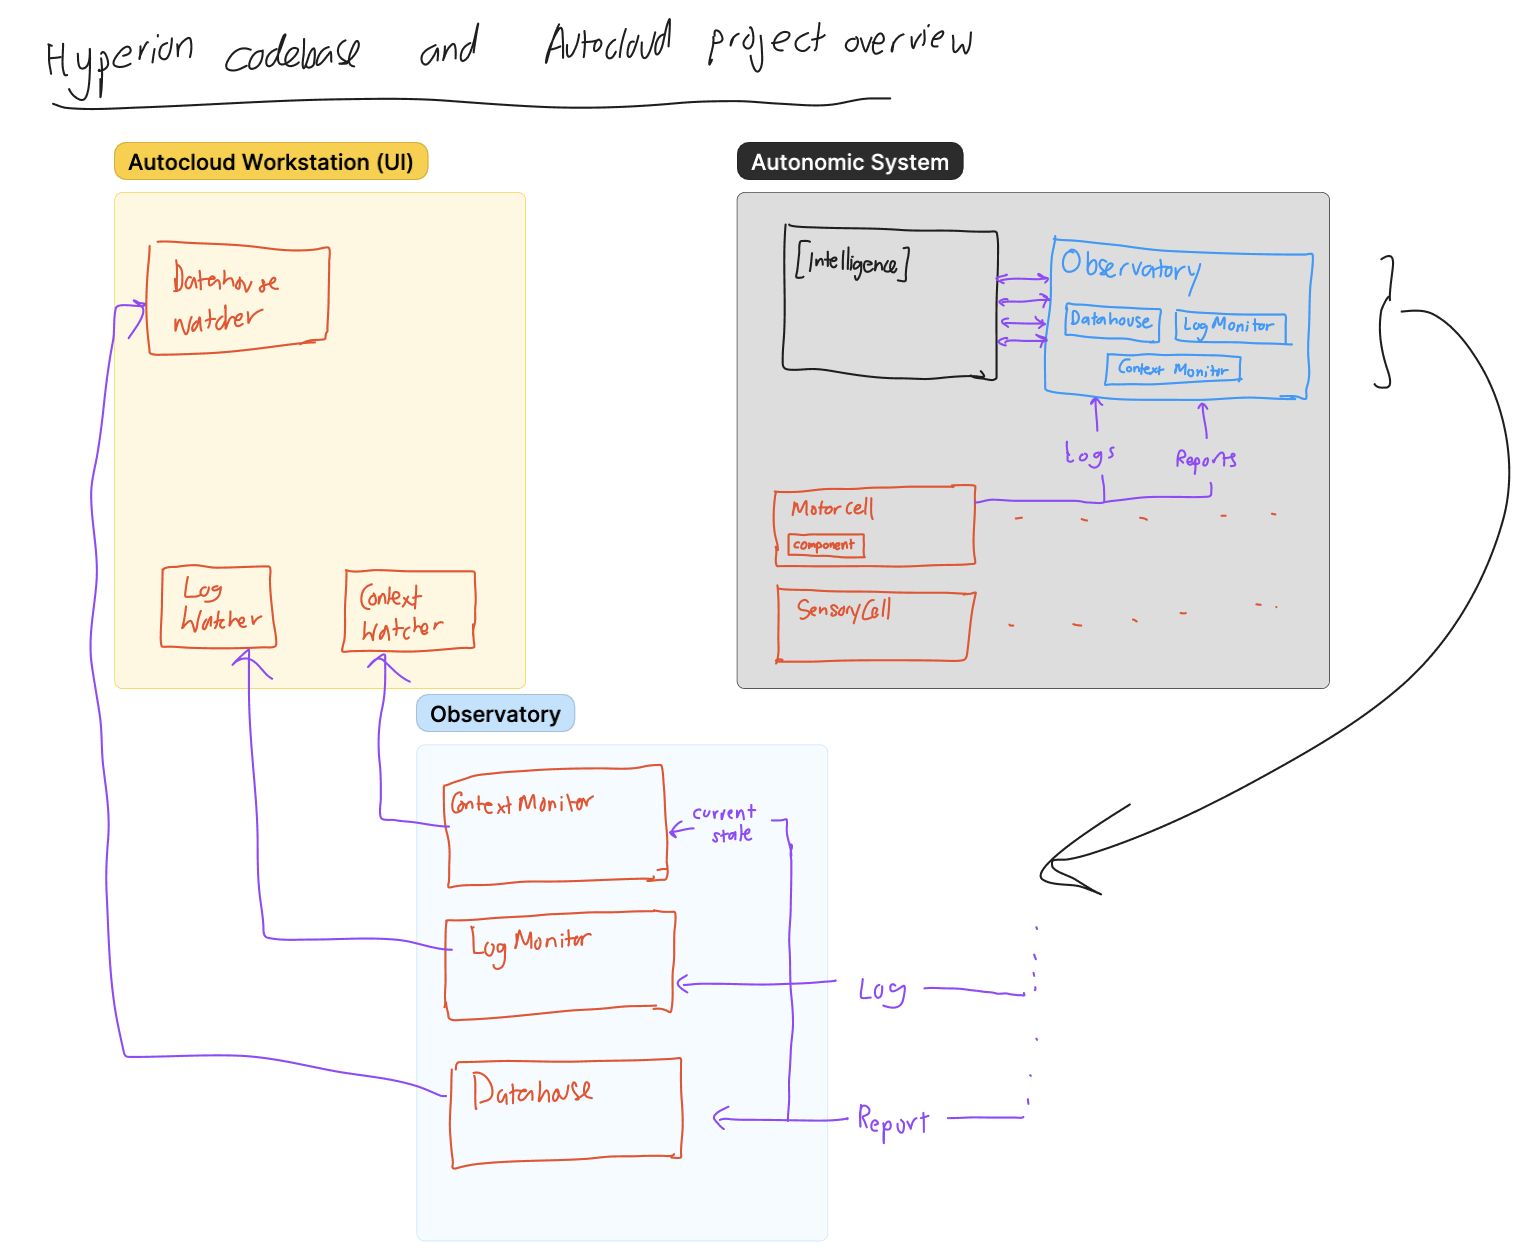 Hyperion codebase and Autocloud project overview
Autocloud Workstation (UI)
Datahouse
Watcher
Log
Watcher
Context
Watcher
Autonomic System
[Intelligence]
Observatory
Datahouse
Log Monitor
Context Monitor
Logs
Reports
Motor Cell
component
Sensory Cell
Observatory
Context Monitor
current
state
Log Monitor
Log
Datahouse
Report